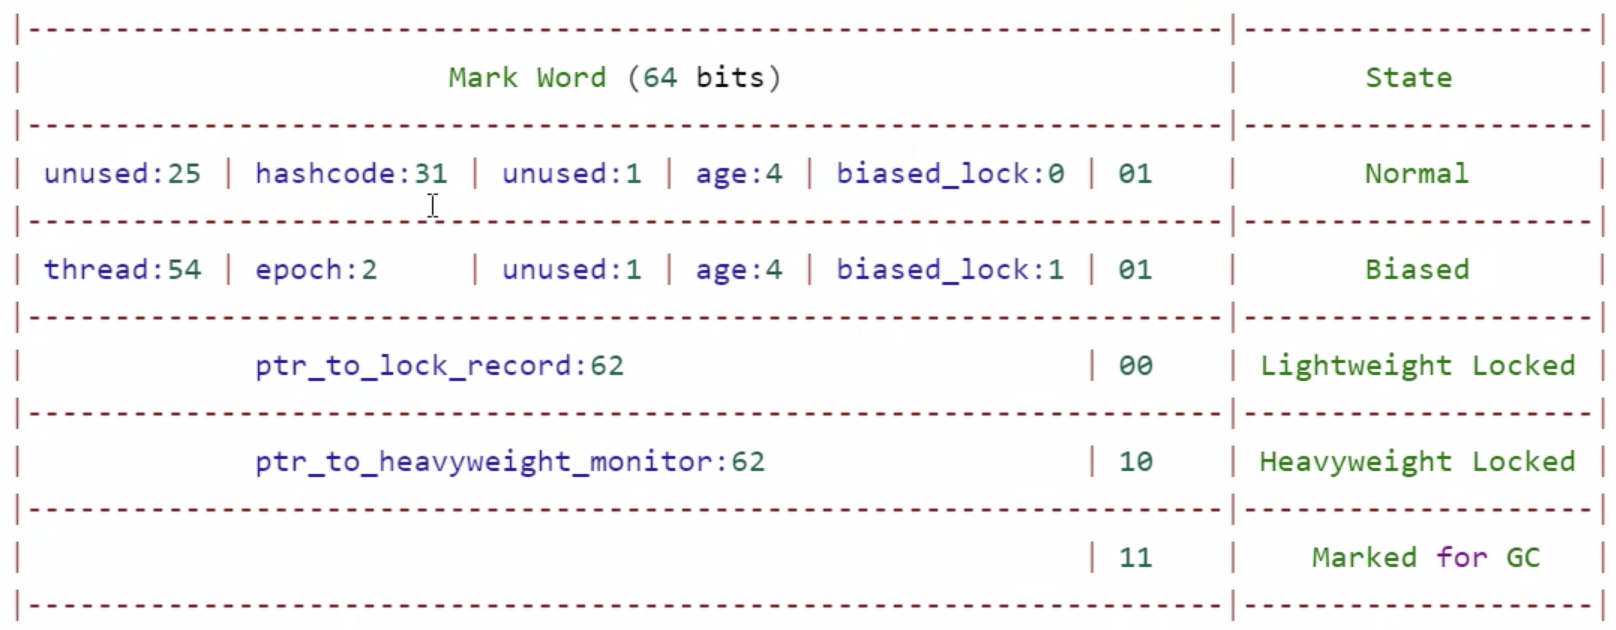 |--------------------------------------------------------------------|--------------------|
| Mark Word (64 bits) | State |
|--------------------------------------------------------------------|--------------------|
| unused:25 | hashcode:31 | unused:1 | age:4 | biased_lock:0 | 01 | Normal |
|--------------------------------------------------------------------|--------------------|
| thread:54 | epoch:2 | unused:1 | age:4 | biased_lock:1 | 01 | Biased |
|--------------------------------------------------------------------|--------------------|
| ptr_to_lock_record:62 | 00 | Lightweight Locked |
|--------------------------------------------------------------------|--------------------|
| ptr_to_heavyweight_monitor:62 | 10 | Heavyweight Locked |
|--------------------------------------------------------------------|--------------------|
| | 11 | Marked for GC |
|--------------------------------------------------------------------|--------------------|